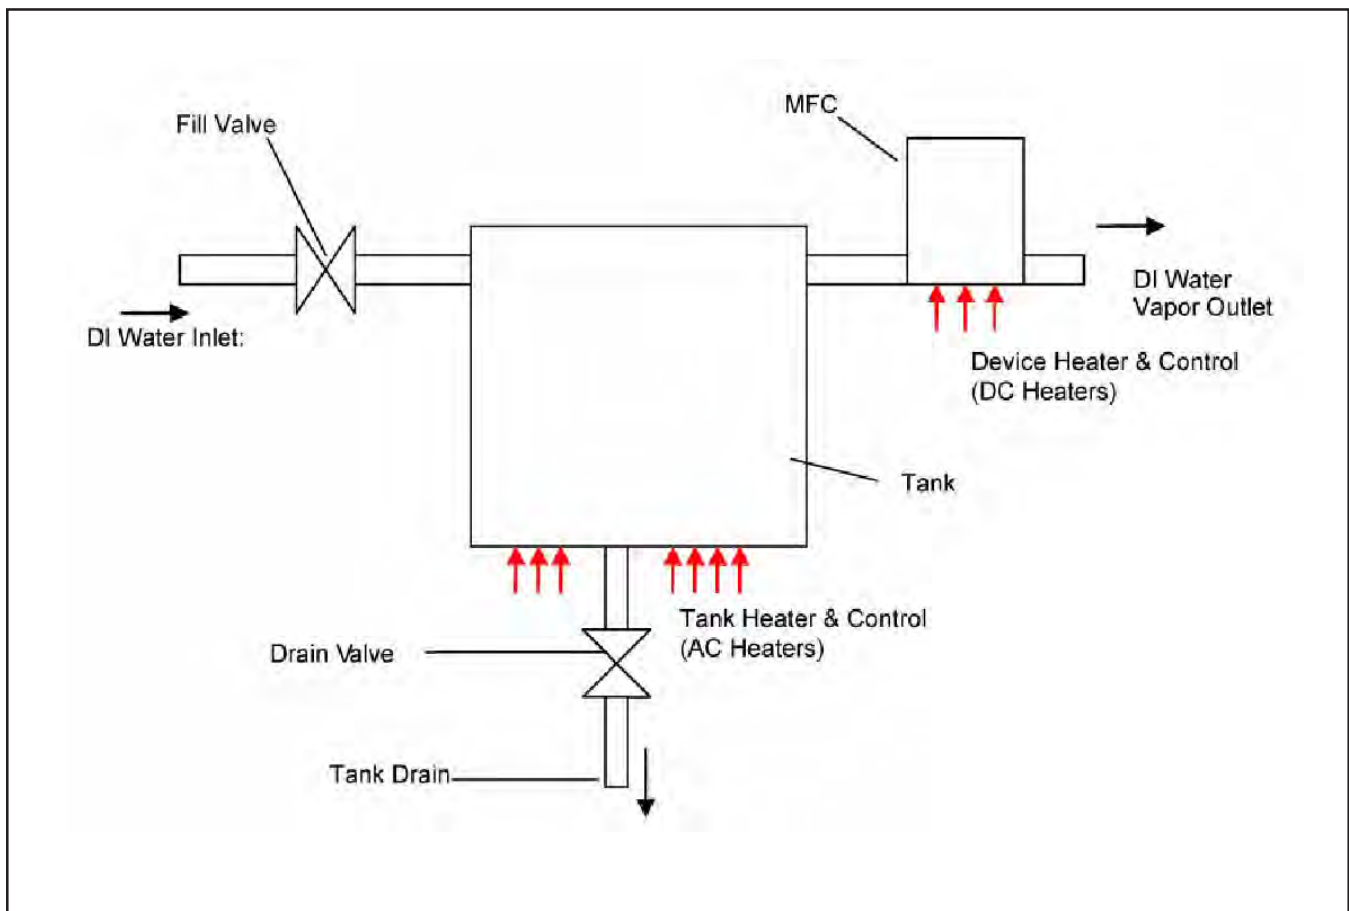 MFC
Fill Valve
DI Water
Vapor Outlet
DI Water Inlet:
Device Heater & Control
(DC Heaters)
Tank
Tank Heater & Control
(AC Heaters)
Drain Valve
Tank Drain